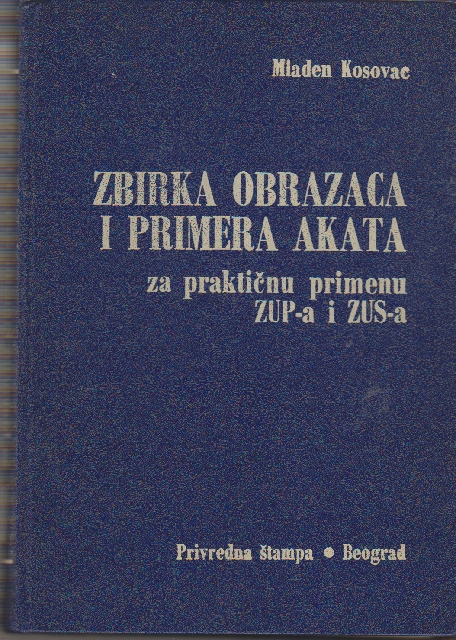 Mladen Kosovac
ZBIRKA OBRAZACA
I PRIMERA AKATA
za praktičnu primenu
ZUP-a i ZUS-a
Privredna štampa • Beograd